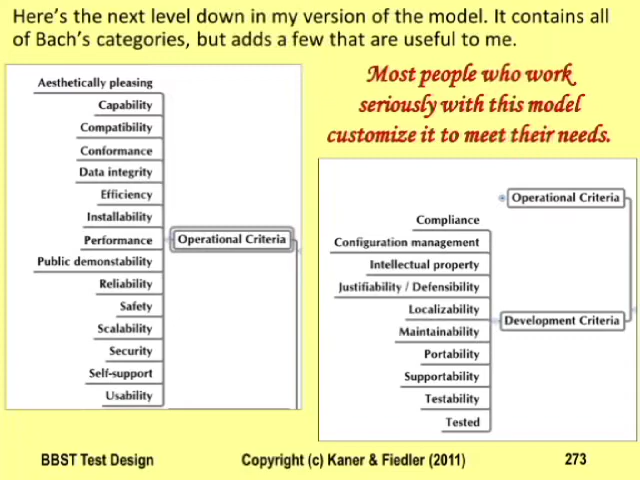 Here's the next level down in my version of the model. It contains all
of Bach's categories, but adds a few that are useful to me.
Aesthetically pleasing
Capability
Compatibility
Conformance
Data integrity
Efficiency
Installability
Performance
Public demonstability
Reliability
Safety
Scalability
Security
Self-support
Usability
Operational Criteria
Most people who work
seriously with this model
customize it to meet their needs.
Operational Criteria
Compliance
Configuration management
Intellectual property
Justifiability / Defensibility
Localizability
Maintainability
Portability
Supportability
Testability
Tested
Development Criteria
BBST Test Design
Copyright (c) Kaner & Fiedler (2011)
273